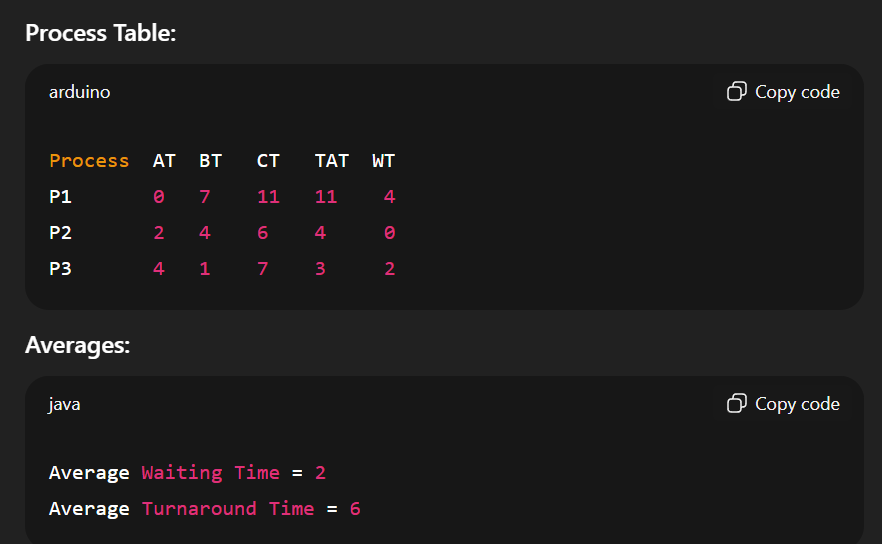 Process Table:
arduino
Copy code
Process AT BT CT TAT WT
P1 0 7 11 11 4
P2 2 4 6 4 0
P3 4 1 7 3 2
Averages:
java
Copy code
Average Waiting Time = 2
Average Turnaround Time = 6